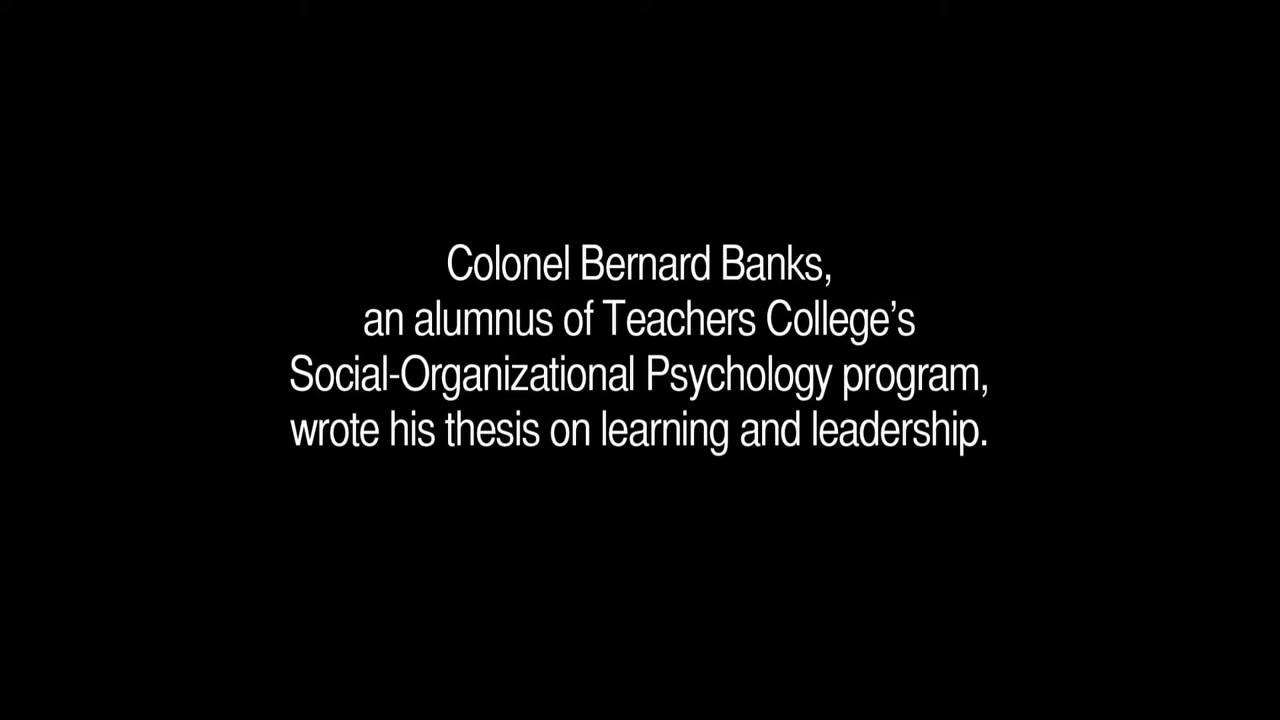 Colonel Bernard Banks,
an alumnus of Teachers College’s
Social-Organizational Psychology program,
wrote his thesis on learning and leadership.